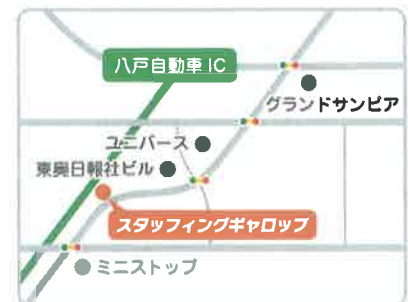 八戸自動車 IC
グランドサンピア
ユニバース
東奥日報社ビル
スタッフィングギャロップ
ミニストップ